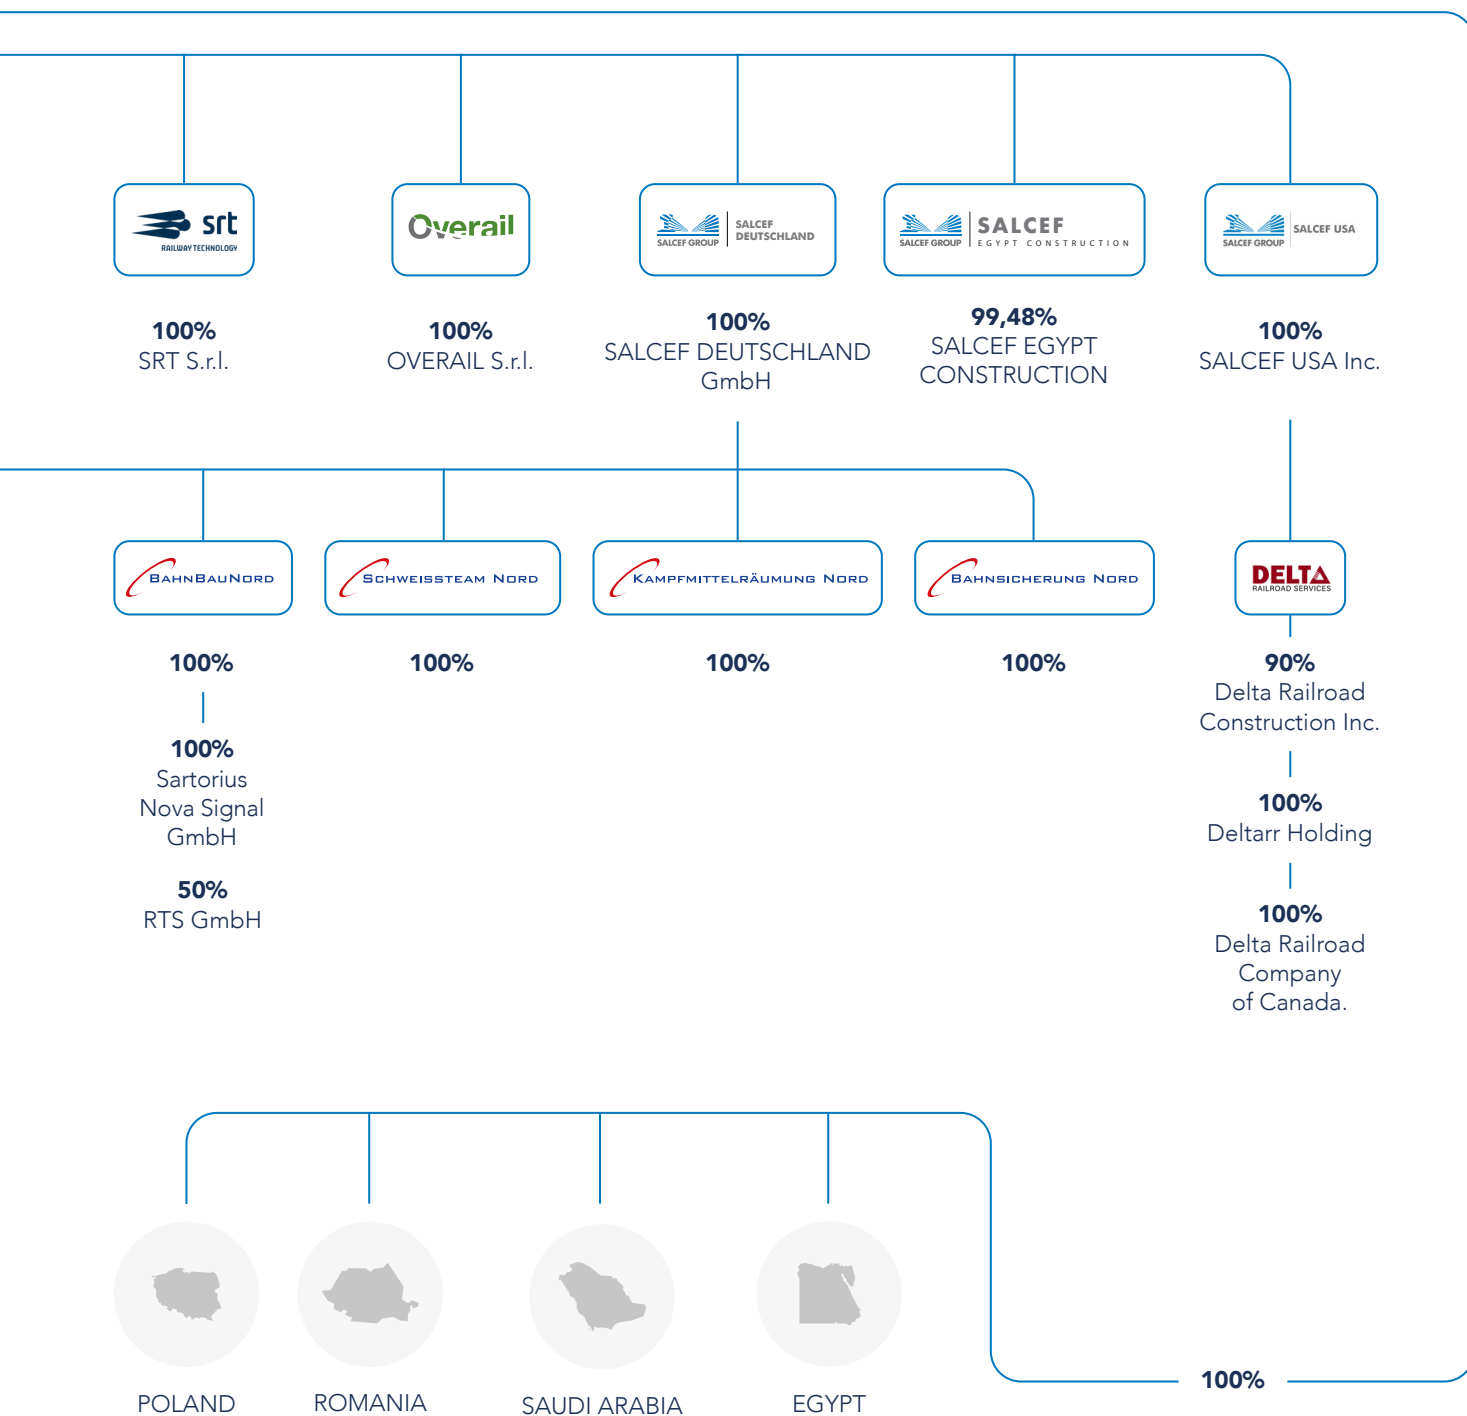 srt
RAILWAY TECHNOLOGY
Overail
SALCEF GROUP
SALCEF
DEUTSCHLAND
SALCEF GROUP
SALCEF
EGYPT CONSTRUCTION
SALCEF GROUP
SALCEF USA
100%
SRT S.r.l.
100%
OVERAIL S.r.l.
100%
SALCEF DEUTSCHLAND
GmbH
99,48%
SALCEF EGYPT
CONSTRUCTION
100%
SALCEF USA Inc.
BAHNBAUNORD
SCHWEISSTEAM NORD
KAMPFMITTELRÄUMUNG NORD
BAHNSICHERUNG NORD
DELTA
RAILROAD SERVICES
100%
100%
Sartorius
Nova Signal
GmbH
50%
RTS GmbH
100%
100%
100%
90%
Delta Railroad
Construction Inc.
100%
Deltarr Holding
100%
Delta Railroad
Company
of Canada.
POLAND
ROMANIA
SAUDI ARABIA
EGYPT
100%